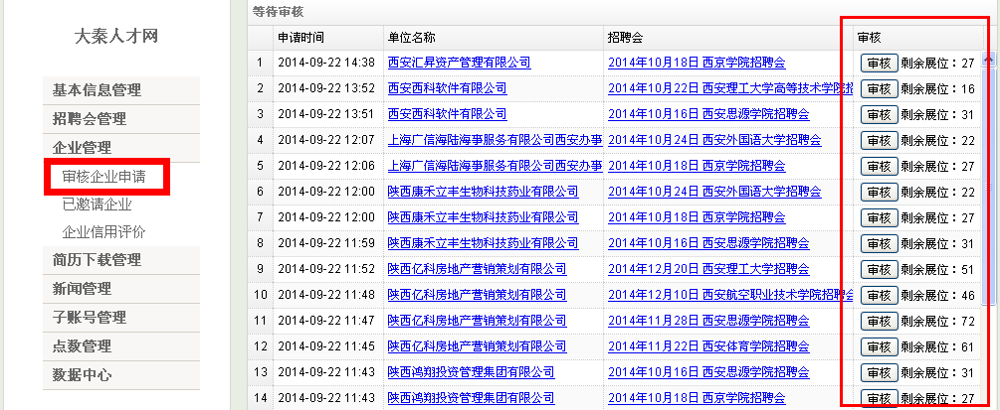 大秦人才网
基本信息管理
招聘会管理
企业管理
审核企业申请
已邀请企业
企业信用评价
简历下载管理
新闻管理
子账号管理
点数管理
数据中心
等待审核
申请时间 单位名称 招聘会 审核
1 2014-09-22 14:38 西安汇昇资产管理有限公司 2014年10月18日 西京学院招聘会 审核 剩余展位：27
2 2014-09-22 13:52 西安西科软件有限公司 2014年10月22日 西安理工大学高等技术学院招 审核 剩余展位：16
3 2014-09-22 13:51 西安西科软件有限公司 2014年10月16日 西安思源学院招聘会 审核 剩余展位：31
4 2014-09-22 12:07 上海广信海陆海事服务有限公司西安办事 2014年10月24日 西安外国语大学招聘会 审核 剩余展位：22
5 2014-09-22 12:06 上海广信海陆海事服务有限公司西安办事 2014年10月18日 西京学院招聘会 审核 剩余展位：27
6 2014-09-22 12:00 陕西康禾立丰生物科技药业有限公司 2014年10月24日 西安外国语大学招聘会 审核 剩余展位：22
7 2014-09-22 12:00 陕西康禾立丰生物科技药业有限公司 2014年10月18日 西京学院招聘会 审核 剩余展位：27
8 2014-09-22 11:59 陕西康禾立丰生物科技药业有限公司 2014年10月16日 西安思源学院招聘会 审核 剩余展位：31
9 2014-09-22 11:52 陕西亿科房地产营销策划有限公司 2014年12月20日 西安理工大学招聘会 审核 剩余展位：51
10 2014-09-22 11:48 陕西亿科房地产营销策划有限公司 2014年12月10日 西安航空职业技术学院招聘会 审核 剩余展位：46
11 2014-09-22 11:47 陕西亿科房地产营销策划有限公司 2014年11月28日 西安思源学院招聘会 审核 剩余展位：72
12 2014-09-22 11:45 陕西亿科房地产营销策划有限公司 2014年11月22日 西安体育学院招聘会 审核 剩余展位：61
13 2014-09-22 11:43 陕西鸿翔投资管理集团有限公司 2014年10月16日 西安思源学院招聘会 审核 剩余展位：31
14 2014-09-22 11:43 陕西鸿翔投资管理集团有限公司 2014年10月18日 西京学院招聘会 审核 剩余展位：27